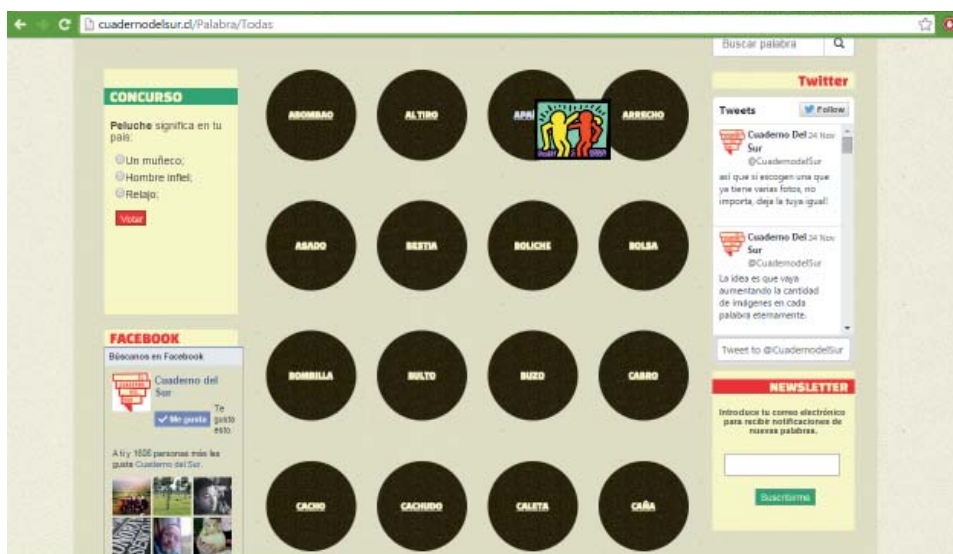 cuadernodelsur.cl/Palabra/Todas
Buscar palabra
CONCURSO
Peluche significa en tu
país:
Un muñeco;
Hombre infiel;
Relajo;
Votar
FACEBOOK
Búscanos en Facebook
Cuaderno del
Sur
Me gusta
Te
gusta
esto.
A ti y 1606 personas más les
gusta Cuaderno del Sur.
ABOMBAO
ALTIRO
ARRECHO
ASADO
BESTIA
BOLICHE
BOLSA
BOMBILLA
BULTO
BUZO
CABRO
CACHO
CACHUDO
CALETA
CAÑA
Twitter
Tweets
Follow
Cuaderno Del 24 Nov
Sur
@CuadernodelSur
así que si escogen una que
ya tiene varias fotos, no
importa, deja la tuya igual!
Cuaderno Del 24 Nov
Sur
@CuadernodelSur
La idea es que vaya
aumentando la cantidad
de imágenes en cada
palabra eternamente.
Tweet to @CuadernodelSur
NEWSLETTER
Introduce tu correo electrónico
para recibir notificaciones de
nuevas palabras.
Suscribirme